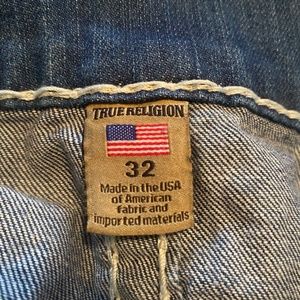 TRUE RELIGION
32
Made in the USA
of American
fabric and
imported materials